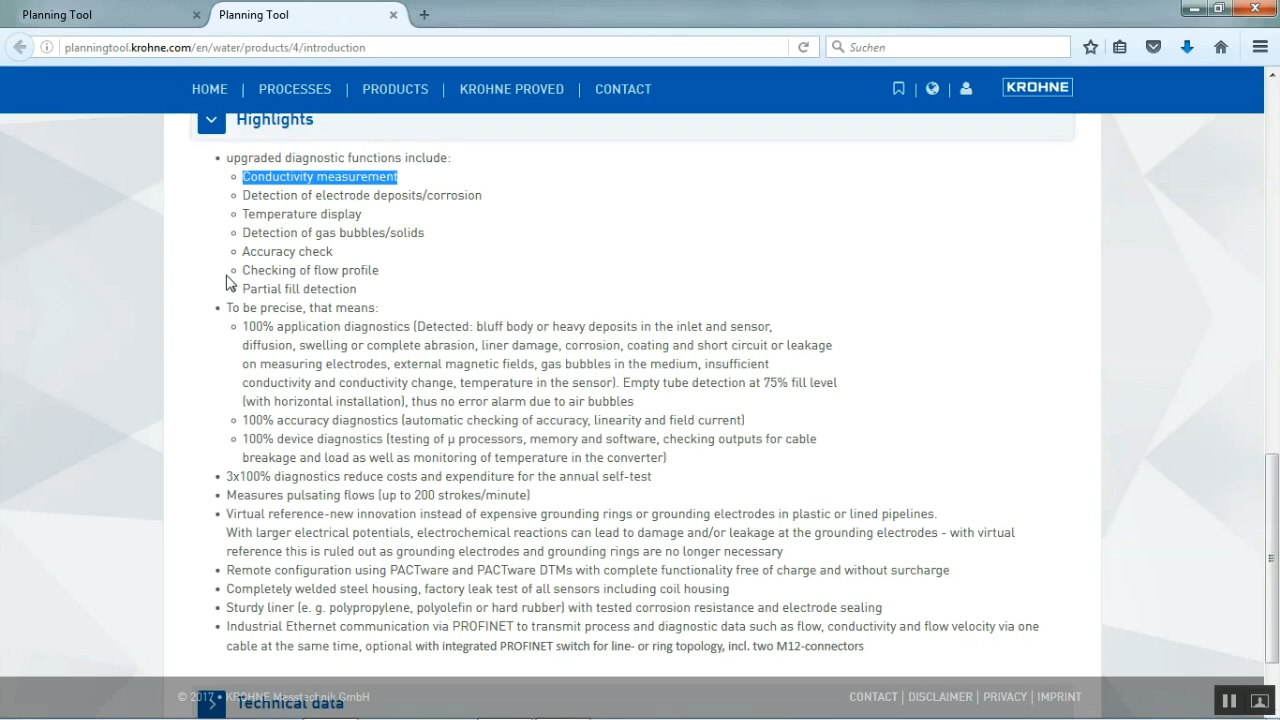 Planning Tool
Planning Tool
planningtool.krohne.com/en/water/products/4/introduction
Suchen
HOME | PROCESSES | PRODUCTS | KROHNE PROVED | CONTACT
KROHNE
Highlights
• upgraded diagnostic functions include:
Conductivity measurement
Detection of electrode deposits/corrosion
Temperature display
Detection of gas bubbles/solids
Accuracy check
Checking of flow profile
Partial fill detection
• To be precise, that means:
100% application diagnostics (Detected: bluff body or heavy deposits in the inlet and sensor,
diffusion, swelling or complete abrasion, liner damage, corrosion, coating and short circuit or leakage
on measuring electrodes, external magnetic fields, gas bubbles in the medium, insufficient
conductivity and conductivity change, temperature in the sensor). Empty tube detection at 75% fill level
(with horizontal installation), thus no error alarm due to air bubbles
100% accuracy diagnostics (automatic checking of accuracy, linearity and field current)
100% device diagnostics (testing of µ processors, memory and software, checking outputs for cable
breakage and load as well as monitoring of temperature in the converter)
• 3x100% diagnostics reduce costs and expenditure for the annual self-test
• Measures pulsating flows (up to 200 strokes/minute)
• Virtual reference-new innovation instead of expensive grounding rings or grounding electrodes in plastic or lined pipelines.
With larger electrical potentials, electrochemical reactions can lead to damage and/or leakage at the grounding electrodes - with virtual
reference this is ruled out as grounding electrodes and grounding rings are no longer necessary
• Remote configuration using PACTware and PACTware DTMs with complete functionality free of charge and without surcharge
• Completely welded steel housing, factory leak test of all sensors including coil housing
• Sturdy liner (e. g. polypropylene, polyolefin or hard rubber) with tested corrosion resistance and electrode sealing
• Industrial Ethernet communication via PROFINET to transmit process and diagnostic data such as flow, conductivity and flow velocity via one
cable at the same time, optional with integrated PROFINET switch for line- or ring topology, incl. two M12-connectors
© 2017 • KROHNE Messtechnik GmbH
CONTACT | DISCLAIMER | PRIVACY | IMPRINT
Technical data